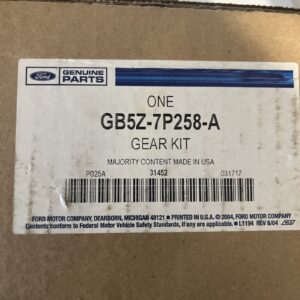 Ford
GENUINE
PARTS
ONE
GB5Z-7P258-A
GEAR KIT
MAJORITY CONTENT MADE IN USA
P025A 31452 031717
FORD MOTOR COMPANY, DEARBORN, MICHIGAN 48121 ■ PRINTED IN U.S.A. © 2004, FORD MOTOR COMPANY
Contents conform to Federal Motor Vehicle Safety Standards, if any are applicable. ■ L1194 REV 8/04